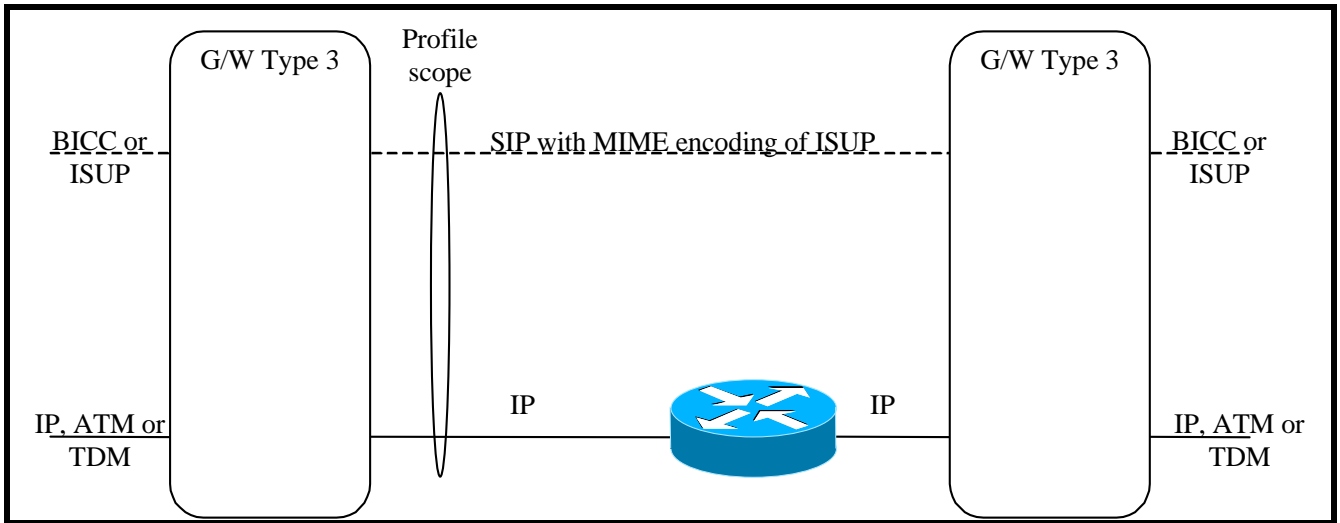 G/W Type 3
Profile
scope
G/W Type 3
BICC or
ISUP
SIP with MIME encoding of ISUP
BICC or
ISUP
IP
IP
IP, ATM or
TDM
IP, ATM or
TDM